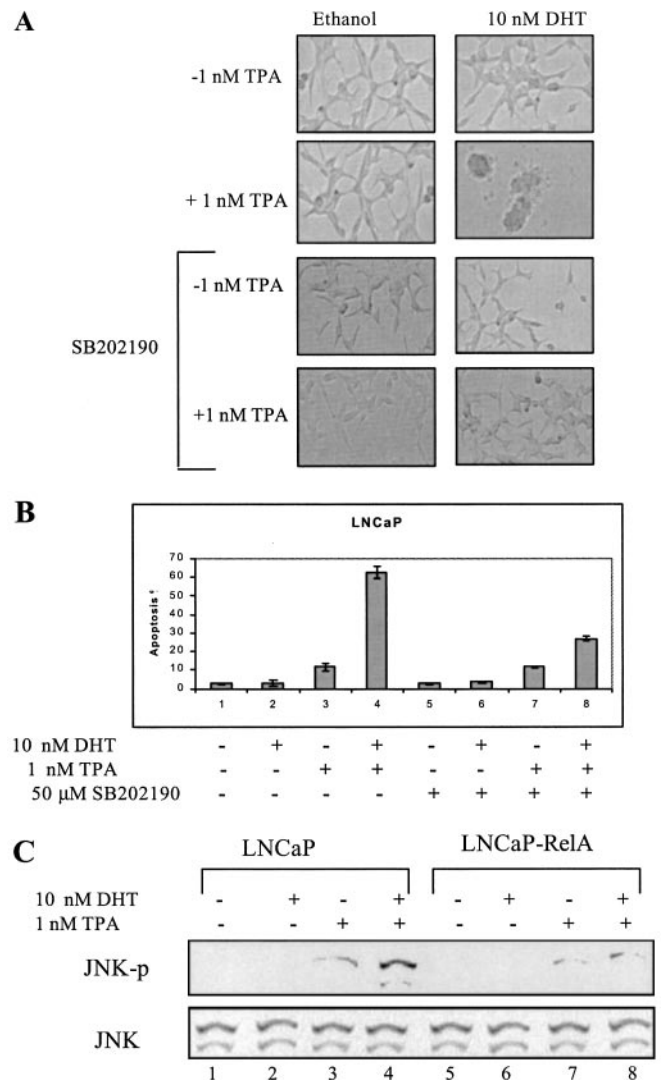 A
Ethanol 10 nM DHT
-1 nM TPA
+ 1 nM TPA
-1 nM TPA
SB202190
+1 nM TPA
B
LNCaP
Apoptosis
70
60
50
40
30
20
10
0
1 2 3 4 5 6 7 8
10 nM DHT - + - + - + - +
1 nM TPA - - + + - - + +
50 µM SB202190 - - - - + + + +
C
LNCaP LNCaP-RelA
10 nM DHT - + - + - + - +
1 nM TPA - - + + - - + +
JNK-p
JNK
1 2 3 4 5 6 7 8